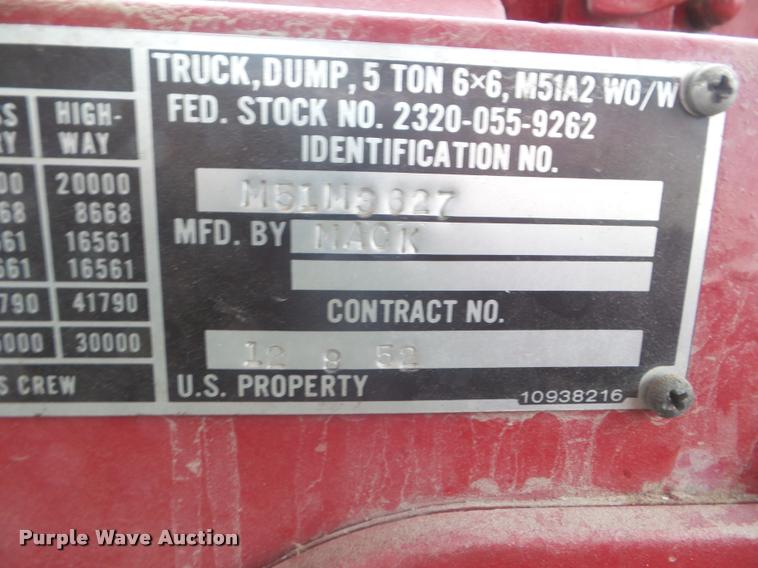 TRUCK, DUMP, 5 TON 6×6, M51A2 WO/W
FED. STOCK NO. 2320-055-9262
IDENTIFICATION NO.
M51M3627
MFD. BY MACK
CONTRACT NO.
12 8 52
U.S. PROPERTY
10938216
HIGH-
WAY
00 20000
68 8668
561 16561
661 16561
790 41790
000 30000
S CREW
Purple Wave Auction